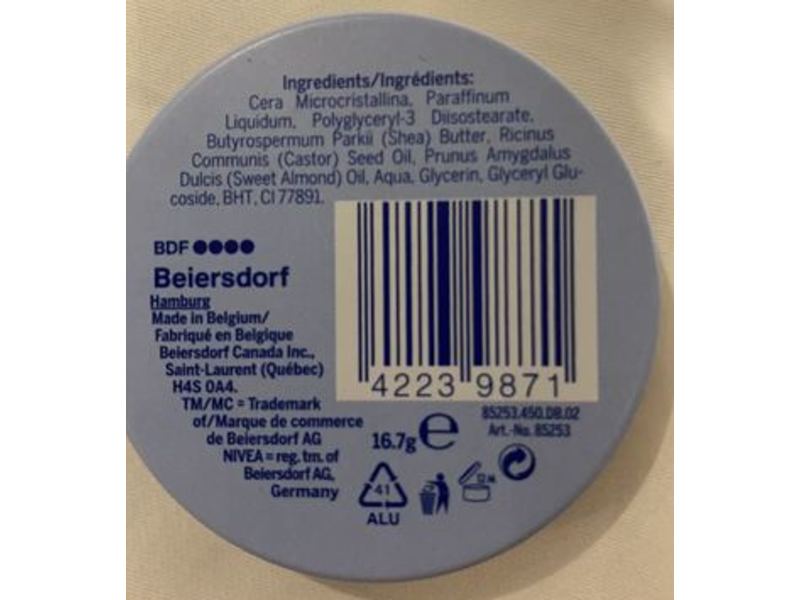 Ingredients/Ingrédients:
Cera Microcristallina, Paraffinum
Liquidum, Polyglyceryl-3 Diisostearate,
Butyrospermum Parkii (Shea) Butter, Ricinus
Communis (Castor) Seed Oil, Prunus Amygdalus
Dulcis (Sweet Almond) Oil, Aqua, Glycerin, Glyceryl Glu-
coside, BHT, CI 77891.
BDF ●●●●
Beiersdorf
Hamburg
Made in Belgium/
Fabriqué en Belgique
Beiersdorf Canada Inc.,
Saint-Laurent (Québec)
H4S 0A4.
TM/MC = Trademark
of/Marque de commerce
de Beiersdorf AG
NIVEA = reg. tm. of
Beiersdorf AG,
Germany
4223 9871
85253.450.DB.02
Art.-No. 85253
16.7g ℮
41
ALU
12 M